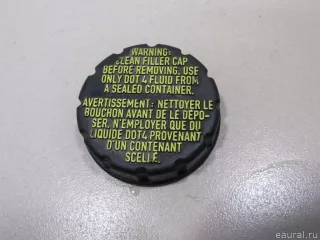 WARNING:
CLEAN FILLER CAP
BEFORE REMOVING. USE
ONLY DOT 4 FLUID FROM
A SEALED CONTAINER.
AVERTISSEMENT: NETTOYER LE
BOUCHON AVANT DE LE DÉPO-
SER, N'EMPLOYER QUE DU
LIQUIDE DOT4 PROVENANT
D'UN CONTENANT
SCELLÉ.
eaural.ru